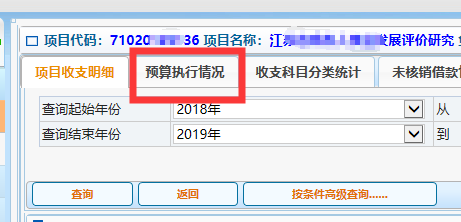 项目代码：71020 36 项目名称：江 发展评价研究
项目收支明细 预算执行情况 收支科目分类统计 未核销借款
查询起始年份 2018年 从
查询结束年份 2019年 到
查询 返回 按条件高级查询......